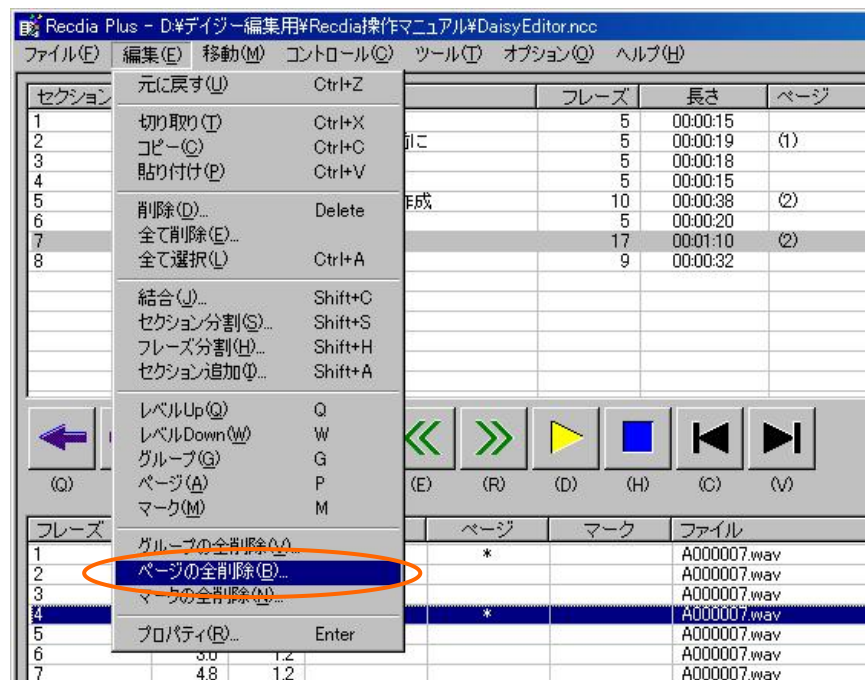 Recdia Plus - D:¥デイジー編集用¥Recdia操作マニュアル¥DaisyEditor.ncc
ファイル(F) 編集(E) 移動(M) コントロール(C) ツール(T) オプション(O) ヘルプ(H)
セクション フレーズ 長さ ページ
1 5 00:00:15
2 前に 5 00:00:19 (1)
3 5 00:00:18
4 5 00:00:15
5 作成 10 00:00:38 (2)
6 5 00:00:20
7 17 00:01:10 (2)
8 9 00:00:32
元に戻す(U) Ctrl+Z
切り取り(T) Ctrl+X
コピー(C) Ctrl+C
貼り付け(P) Ctrl+V
削除(D)... Delete
全て削除(E)...
全て選択(L) Ctrl+A
結合(J)... Shift+C
セクション分割(S)... Shift+S
フレーズ分割(H)... Shift+H
セクション追加(I)... Shift+A
レベルUp(Q) Q
レベルDown(W) W
グループ(G) G
ページ(A) P
マーク(M) M
グループの全削除(V)...
ページの全削除(B)...
マークの全削除(N)...
プロパティ(R)... Enter
(Q) (E) (R) (D) (H) (C) (V)
フレーズ ページ マーク ファイル
1 * A000007.wav
2 A000007.wav
3 A000007.wav
4 * A000007.wav
5 A000007.wav
6 3.0 1.2 A000007.wav
7 4.8 1.2 A000007.wav